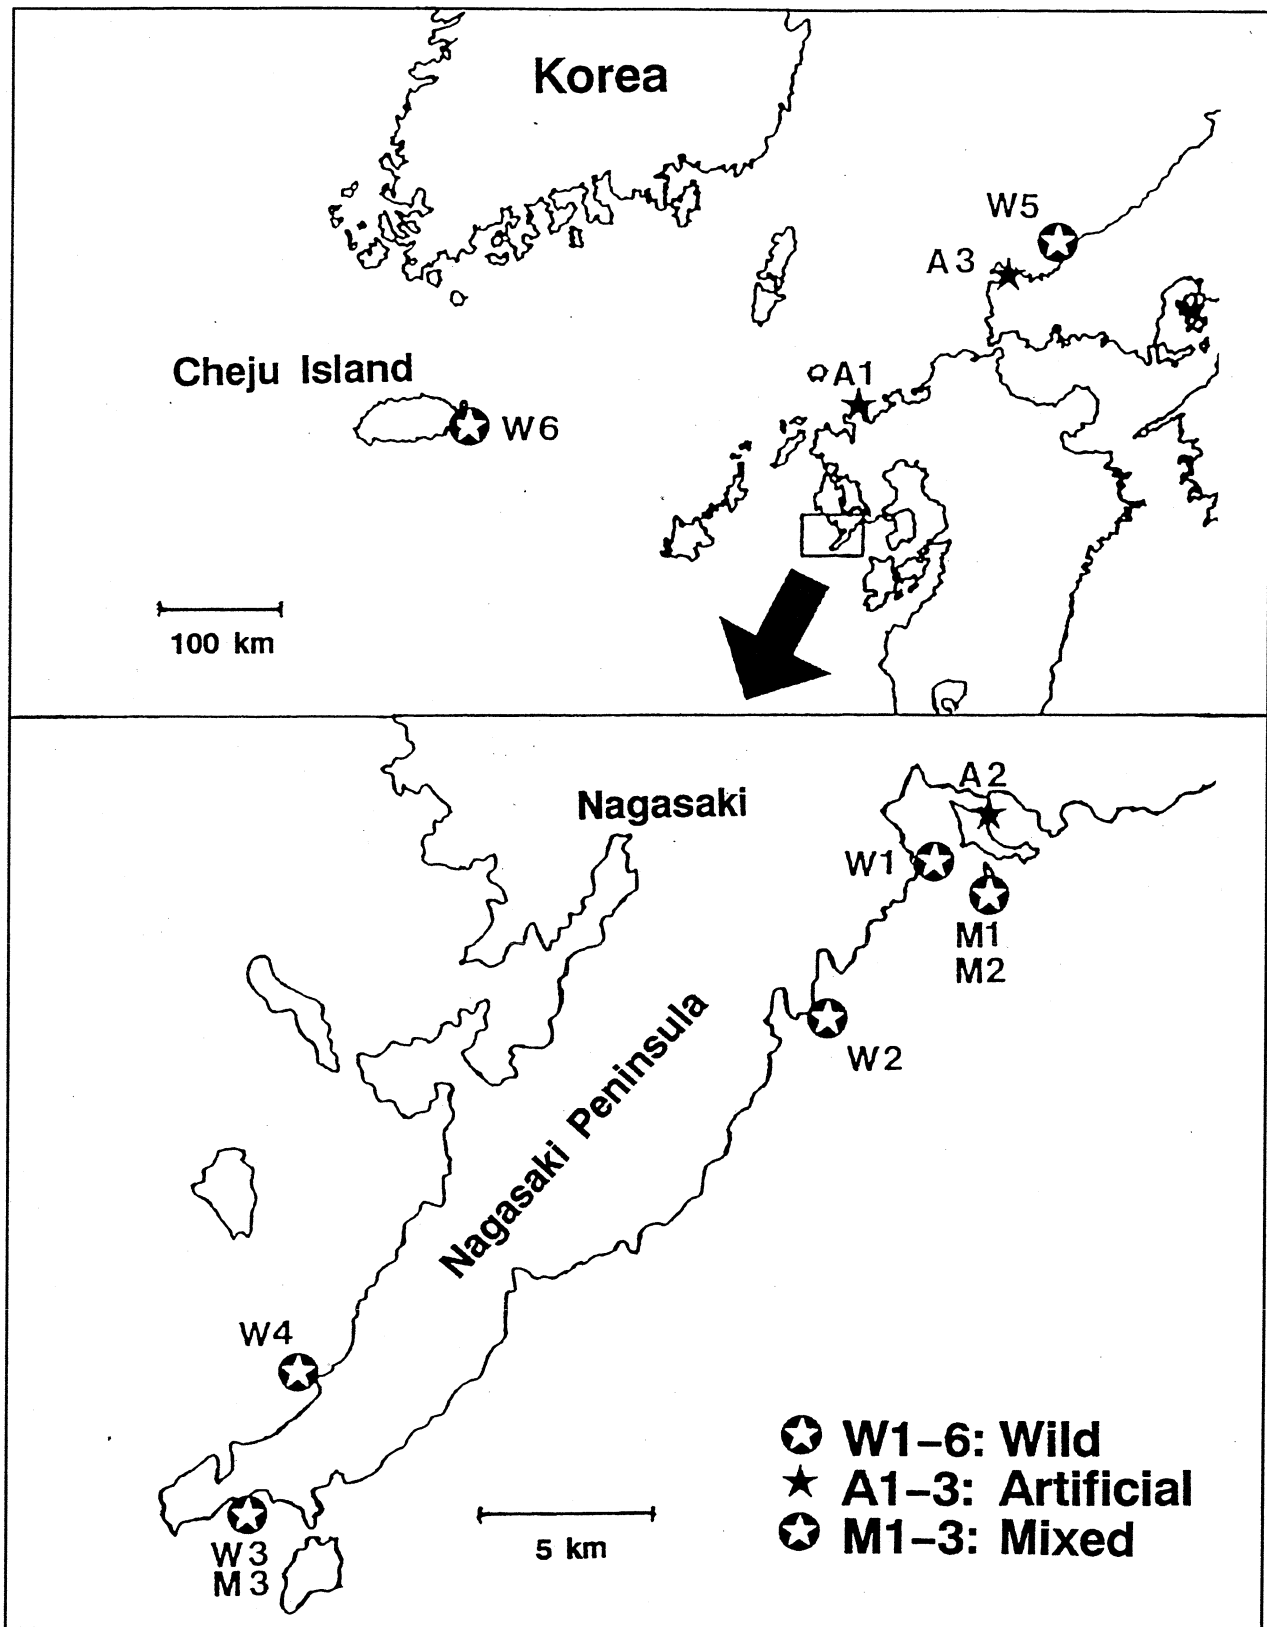 Korea
W5
A3
Cheju Island
A1
W6
100 km
Nagasaki
A2
W1
M1
M2
Nagasaki Peninsula
W2
W4
W1–6: Wild
A1–3: Artificial
M1–3: Mixed
5 km
W3
M3